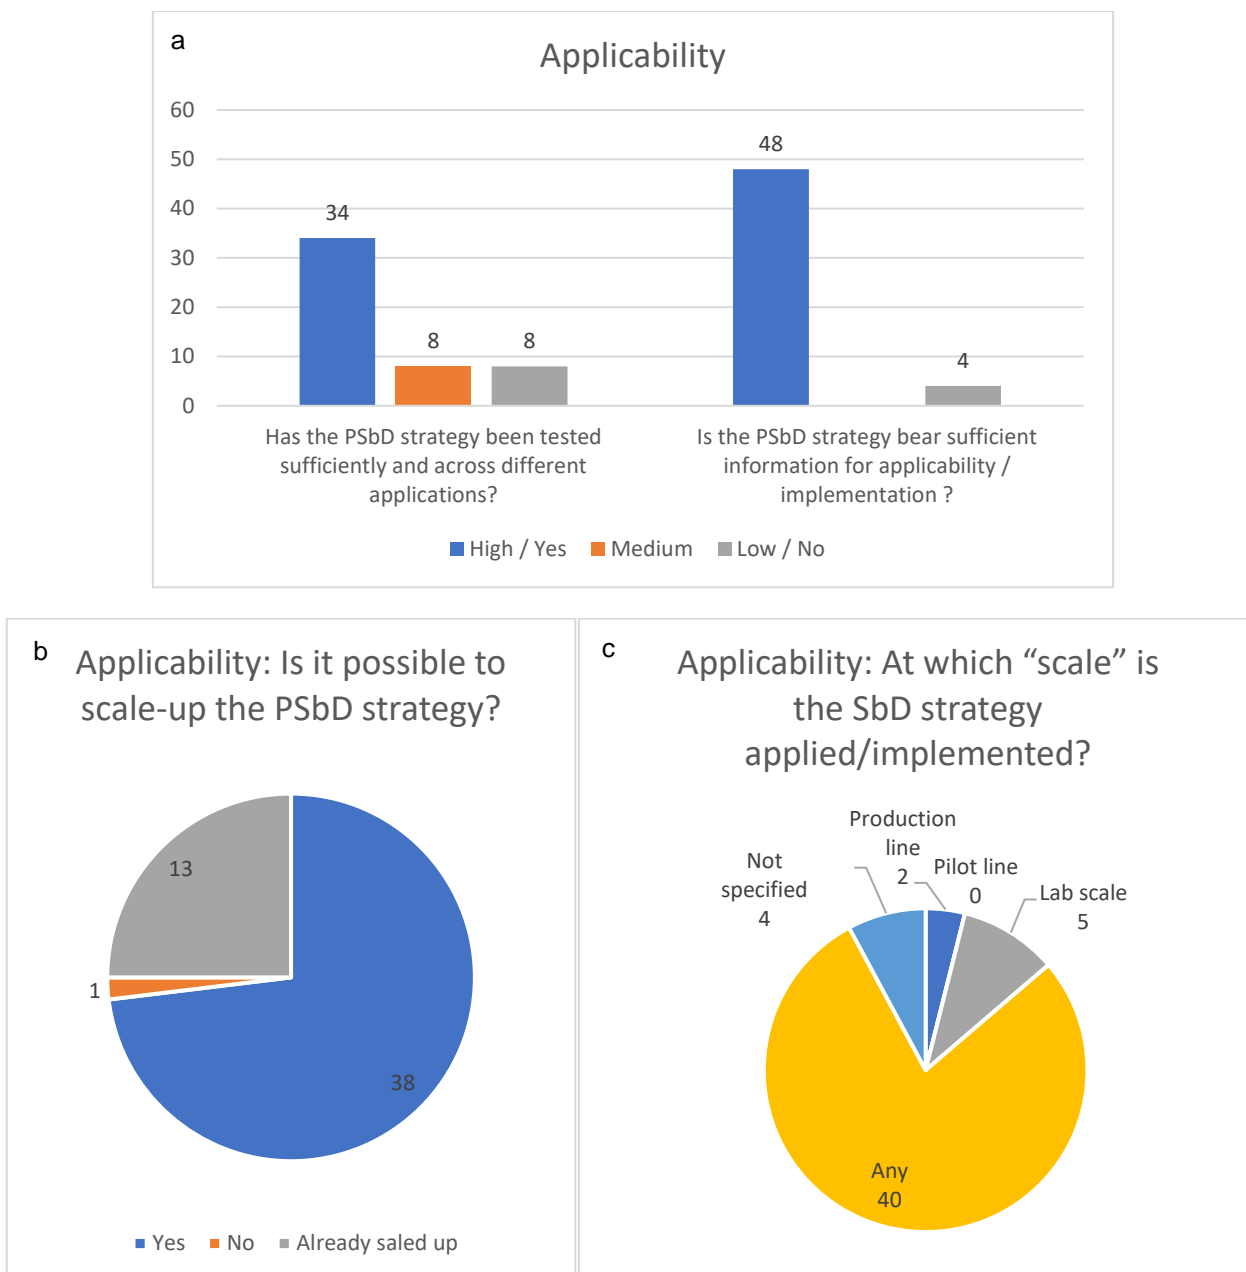 a
Applicability
60
50
40
30
20
10
0
34
8
8
48
4
Has the PSbD strategy been tested
sufficiently and across different
applications?
Is the PSbD strategy bear sufficient
information for applicability /
implementation ?
High / Yes
Medium
Low / No
b
Applicability: Is it possible to
scale-up the PSbD strategy?
13
1
38
Yes
No
Already saled up
c
Applicability: At which “scale” is
the SbD strategy
applied/implemented?
Production
line
2
Pilot line
0
Not
specified
4
Lab scale
5
Any
40